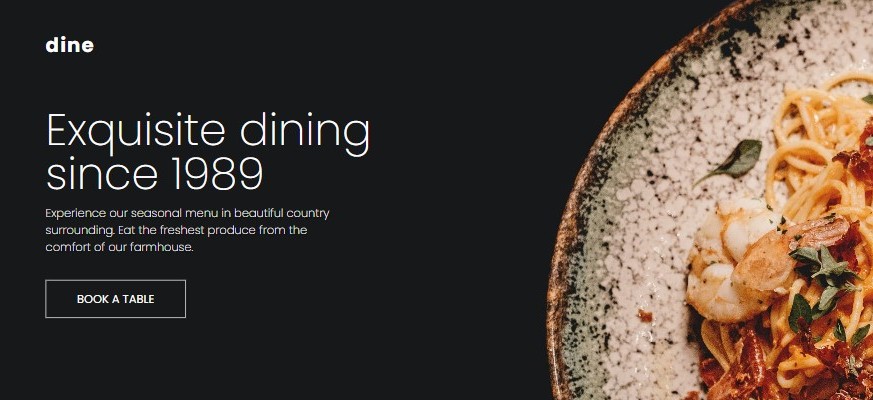 dine
Exquisite dining
since 1989
Experience our seasonal menu in beautiful country
surrounding. Eat the freshest produce from the
comfort of our farmhouse.
BOOK A TABLE